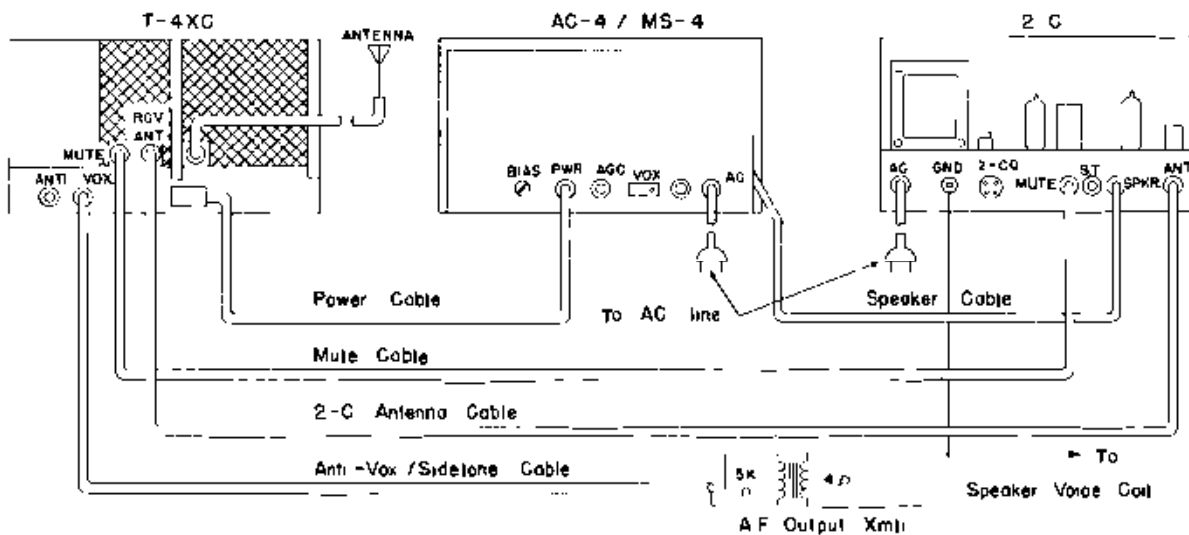 T-4XC
AC-4 / MS-4
2 C
ANTENNA
RCV
ANT
MUTE
ANTI
VOX
BIAS PWR AGC VOX
AC
AC GND 2-CQ MUTE S.T SPKR. ANT
Power Cable
To AC line
Speaker Cable
Mute Cable
2-C Antenna Cable
Anti-Vox / Sidetone Cable
5K
4Ω
To
Speaker Voice Coil
AF Output Xmfr